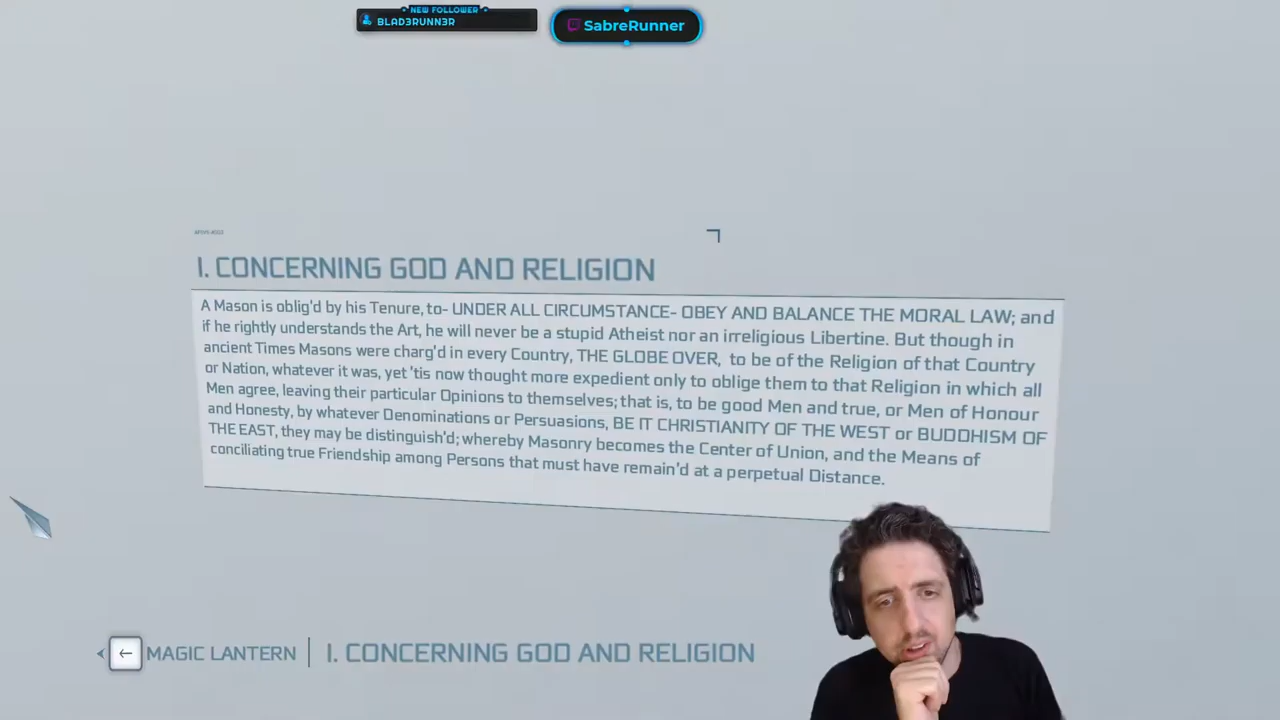 NEW FOLLOWER
BLAD3RUNN3R
SabreRunner
I. CONCERNING GOD AND RELIGION
A Mason is oblig'd by his Tenure, to- UNDER ALL CIRCUMSTANCE- OBEY AND BALANCE THE MORAL LAW; and
if he rightly understands the Art, he will never be a stupid Atheist nor an irreligious Libertine. But though in
ancient Times Masons were charg'd in every Country, THE GLOBE OVER, to be of the Religion of that Country
or Nation, whatever it was, yet 'tis now thought more expedient only to oblige them to that Religion in which all
Men agree, leaving their particular Opinions to themselves; that is, to be good Men and true, or Men of Honour
and Honesty, by whatever Denominations or Persuasions, BE IT CHRISTIANITY OF THE WEST or BUDDHISM OF
THE EAST, they may be distinguish'd; whereby Masonry becomes the Center of Union, and the Means of
conciliating true Friendship among Persons that must have remain'd at a perpetual Distance.
← MAGIC LANTERN | I. CONCERNING GOD AND RELIGION